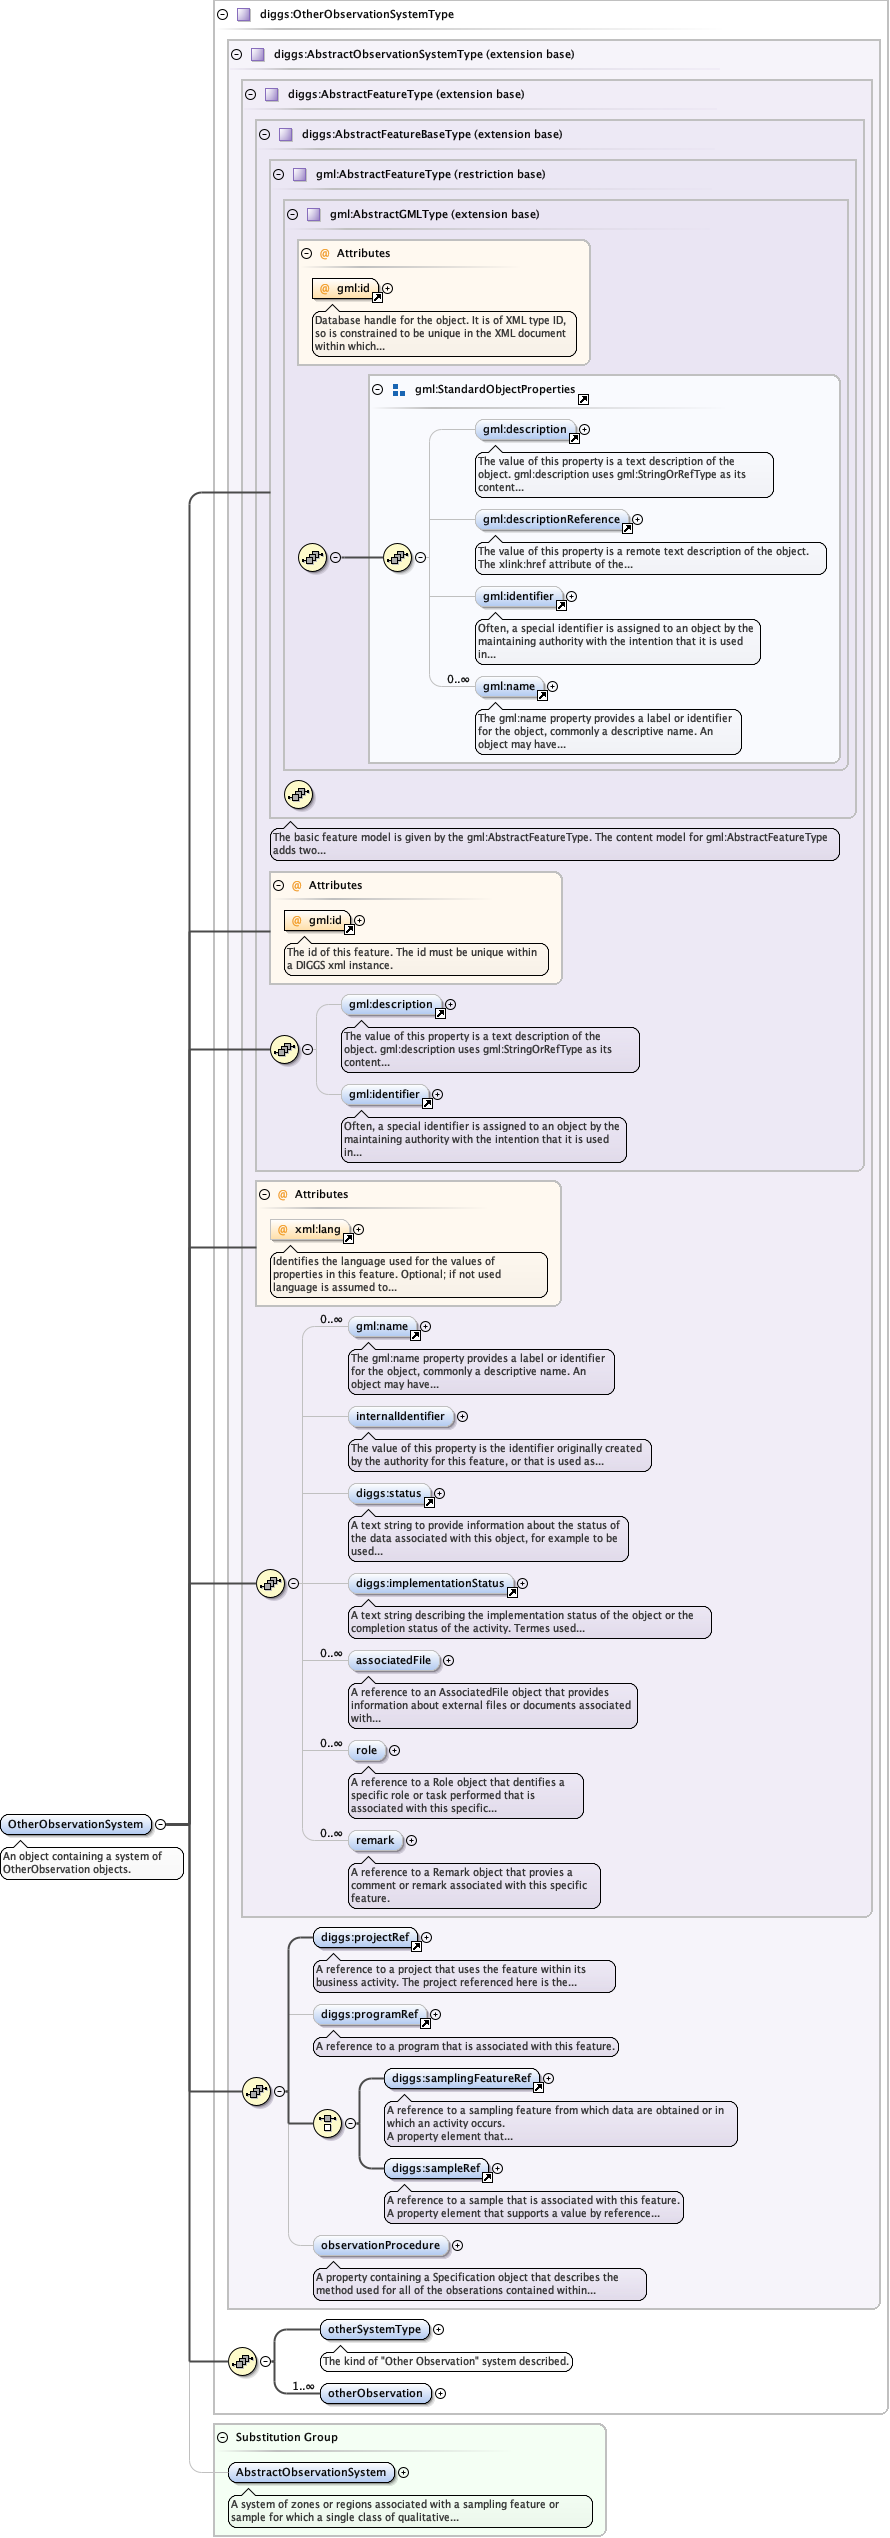 diggs:OtherObservationSystemType
diggs:AbstractObservationSystemType (extension base)
diggs:AbstractFeatureType (extension base)
diggs:AbstractFeatureBaseType (extension base)
gml:AbstractFeatureType (restriction base)
gml:AbstractGMLType (extension base)
@ Attributes
@ gml:id
Database handle for the object. It is of XML type ID,
so is constrained to be unique in the XML document
within which...
gml:StandardObjectProperties
gml:description
The value of this property is a text description of the
object. gml:description uses gml:StringOrRefType as its
content...
gml:descriptionReference
The value of this property is a remote text description of the object.
The xlink:href attribute of the...
gml:identifier
Often, a special identifier is assigned to an object by the
maintaining authority with the intention that it is used
in...
0..∞
gml:name
The gml:name property provides a label or identifier
for the object, commonly a descriptive name. An
object may have...
The basic feature model is given by the gml:AbstractFeatureType. The content model for gml:AbstractFeatureType
adds two...
@ Attributes
@ gml:id
The id of this feature. The id must be unique within
a DIGGS xml instance.
gml:description
The value of this property is a text description of the
object. gml:description uses gml:StringOrRefType as its
content...
gml:identifier
Often, a special identifier is assigned to an object by the
maintaining authority with the intention that it is used
in...
@ Attributes
@ xml:lang
Identifies the language used for the values of
properties in this feature. Optional; if not used
language is assumed to...
0..∞
gml:name
The gml:name property provides a label or identifier
for the object, commonly a descriptive name. An
object may have...
internalIdentifier
The value of this property is the identifier originally created
by the authority for this feature, or that is used as...
diggs:status
A text string to provide information about the status of
the data associated with this object, for example to be
used...
diggs:implementationStatus
A text string describing the implementation status of the object or the
completion status of the activity. Termes used...
0..∞
associatedFile
A reference to an AssociatedFile object that provides
information about external files or documents associated
with...
0..∞
role
A reference to a Role object that dentifies a
specific role or task performed that is
associated with this specific...
0..∞
remark
A reference to a Remark object that provies a
comment or remark associated with this specific
feature.
OtherObservationSystem
An object containing a system of
OtherObservation objects.
diggs:projectRef
A reference to a project that uses the feature within its
business activity. The project referenced here is the...
diggs:programRef
A reference to a program that is associated with this feature.
diggs:samplingFeatureRef
A reference to a sampling feature from which data are obtained or in
which an activity occurs.
A property element that...
diggs:sampleRef
A reference to a sample that is associated with this feature.
A property element that supports a value by reference...
observationProcedure
A property containing a Specification object that describes the
method used for all of the obserations contained within...
otherSystemType
The kind of "Other Observation" system described.
1..∞
otherObservation
Substitution Group
AbstractObservationSystem
A system of zones or regions associated with a sampling feature or
sample for which a single class of qualitative...